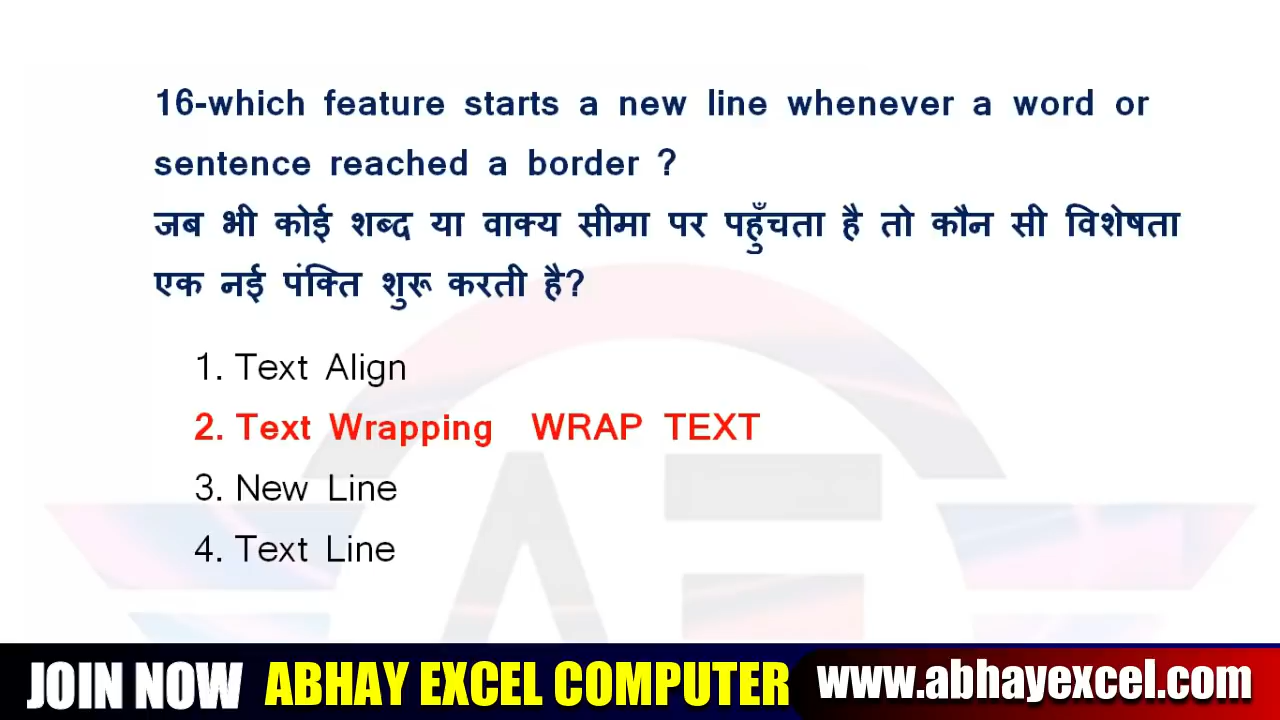 16-which feature starts a new line whenever a word or
sentence reached a border ?
जब भी कोई शब्द या वाक्य सीमा पर पहुँचता है तो कौन सी विशेषता
एक नई पंक्ति शुरू करती है?
1. Text Align
2. Text Wrapping WRAP TEXT
3. New Line
4. Text Line
JOIN NOW ABHAY EXCEL COMPUTER www.abhayexcel.com